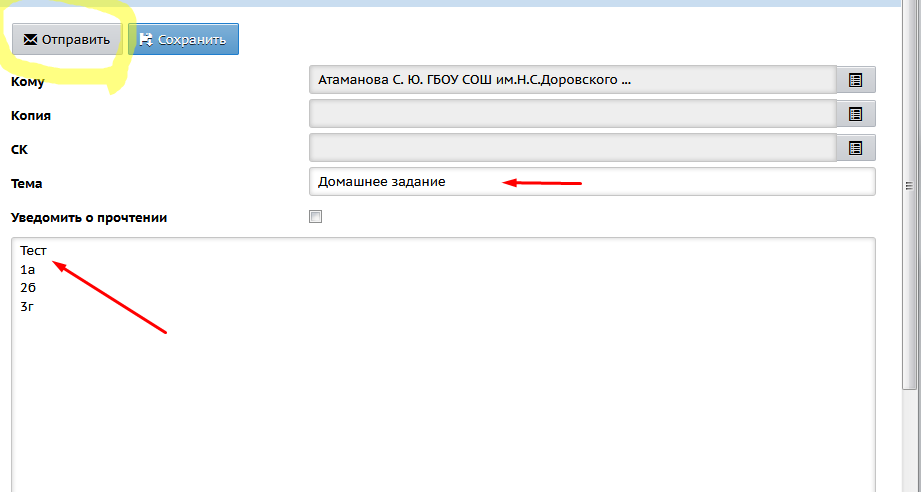 Отправить Сохранить
Кому Атаманова С. Ю. ГБОУ СОШ им.Н.С.Доровского ...
Копия
СК
Тема Домашнее задание
Уведомить о прочтении
Тест
1а
2б
3г